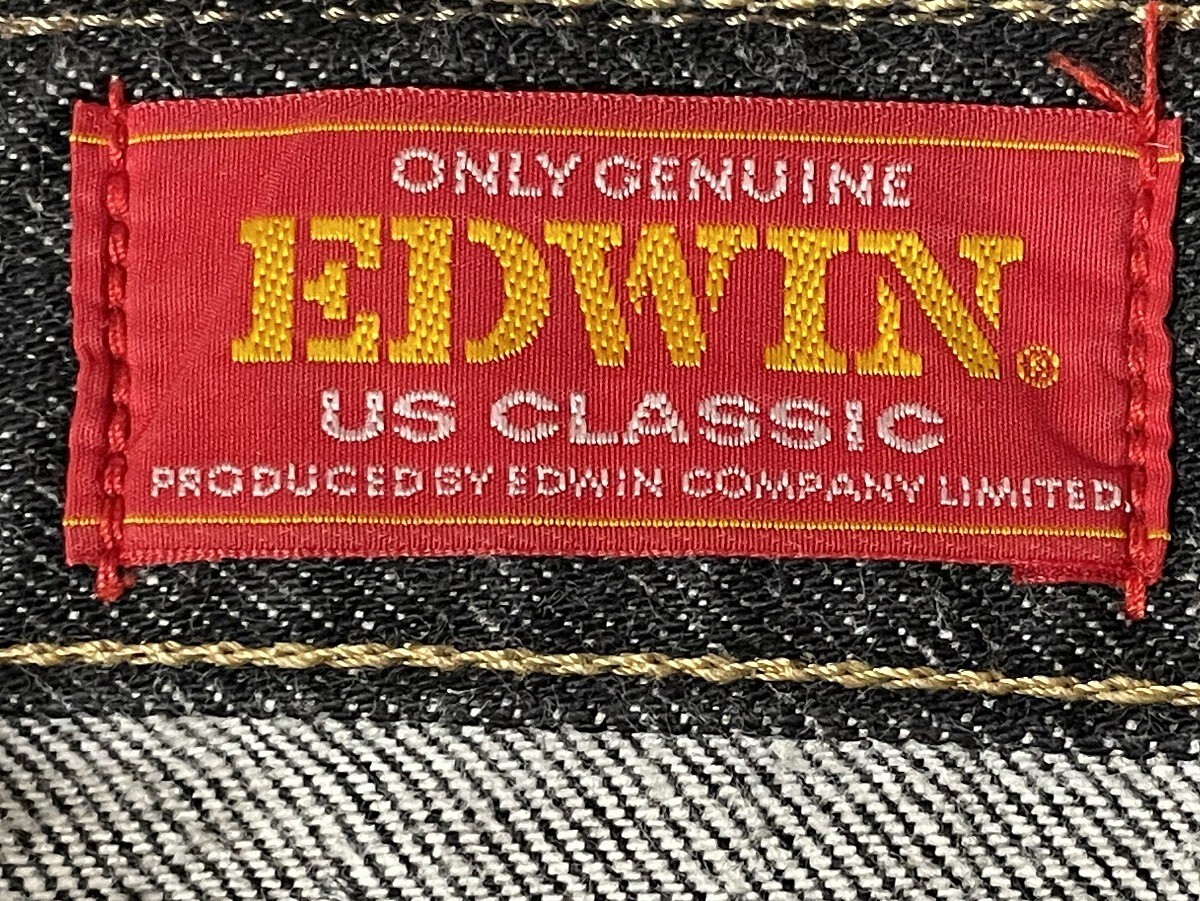 ONLY GENUINE
EDWIN®
US CLASSIC
PRODUCED BY EDWIN COMPANY LIMITED.